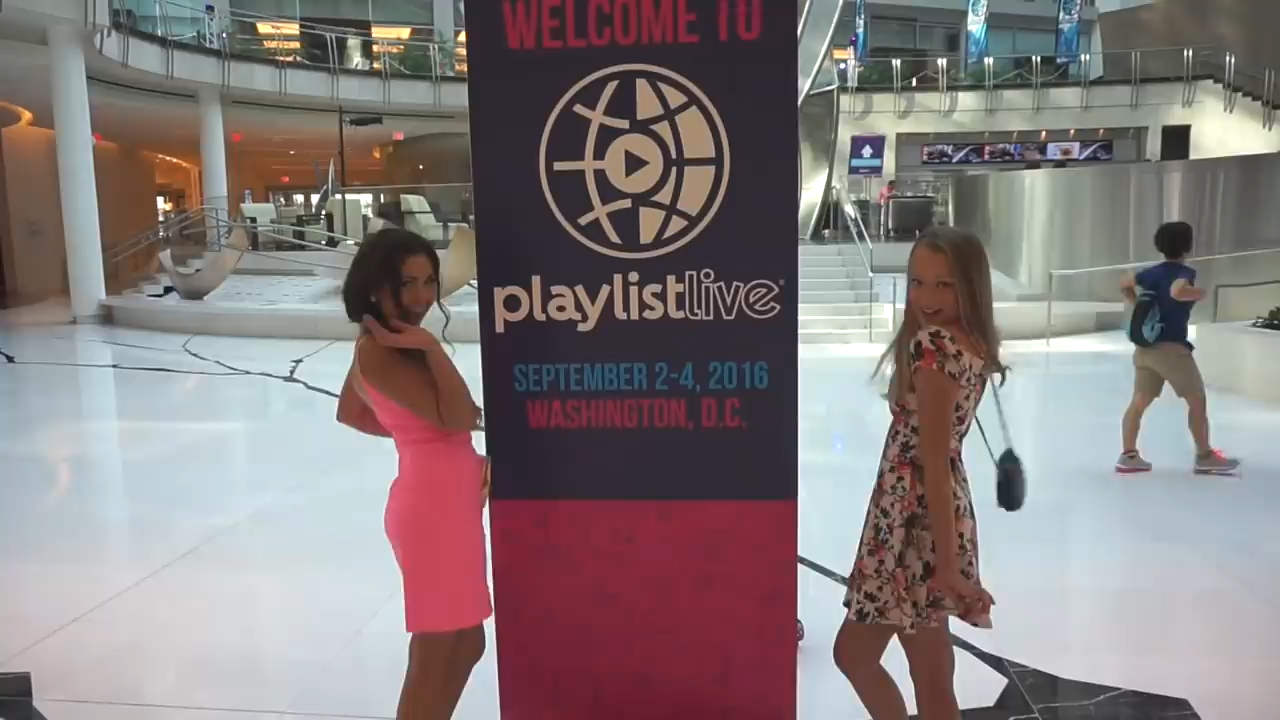 WELCOME TO
playlistlive
SEPTEMBER 2-4, 2016
WASHINGTON, D.C.